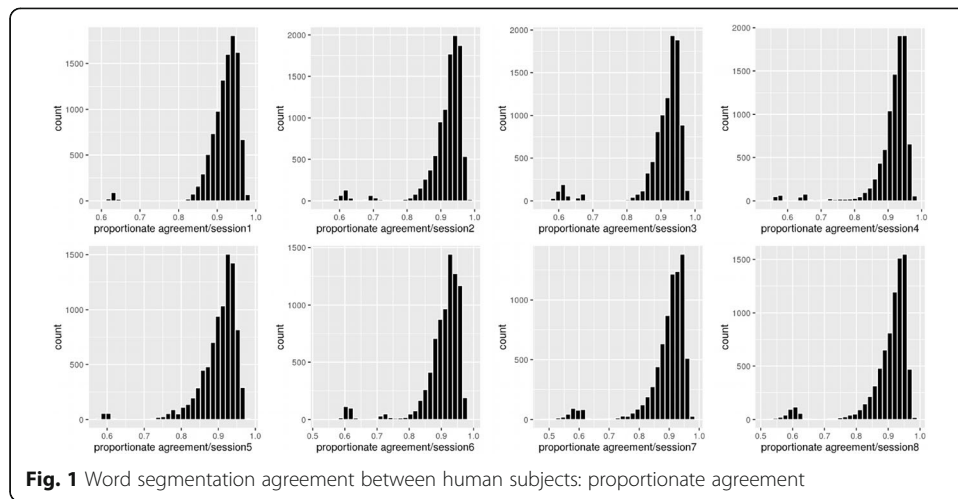 1500
1000
500
0
count
0.6 0.7 0.8 0.9 1.0
proportionate agreement/session1
2000
1500
1000
500
0
count
0.5 0.6 0.7 0.8 0.9 1.0
proportionate agreement/session2
2000
1500
1000
500
0
count
0.5 0.6 0.7 0.8 0.9 1.0
proportionate agreement/session3
2000
1500
1000
500
0
count
0.6 0.7 0.8 0.9 1.0
proportionate agreement/session4
1500
1000
500
0
count
0.6 0.7 0.8 0.9 1.0
proportionate agreement/session5
1500
1000
500
0
count
0.5 0.6 0.7 0.8 0.9 1.0
proportionate agreement/session6
1000
500
0
count
0.5 0.6 0.7 0.8 0.9 1.0
proportionate agreement/session7
1500
1000
500
0
count
0.5 0.6 0.7 0.8 0.9 1.0
proportionate agreement/session8
Fig. 1 Word segmentation agreement between human subjects: proportionate agreement